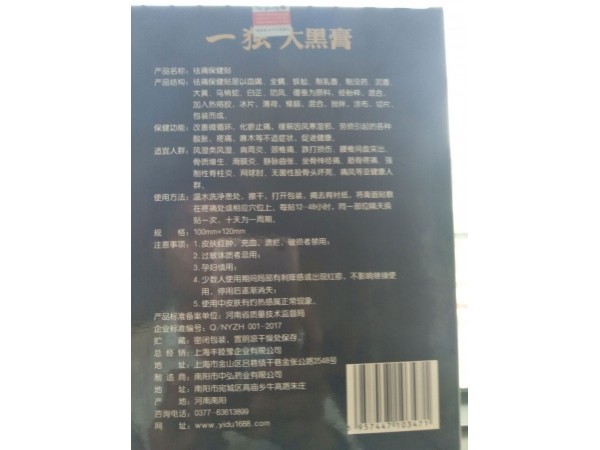 一独 大黑膏
产品名称：祛痛保健贴
产品结构：祛痛保健贴是以血竭、全蝎、蜈蚣、制乳香、制没药、沉香、
大黄、乌梢蛇、白芷、防风、僵蚕为原料、经粉碎、混合、
加入热熔胶、冰片、薄荷、樟脑、混合、搅拌、涂布、切片、
包装而成。
保健功能：改善微循环、化瘀止痛、缓解因风寒湿邪、劳损引起的各种
酸胀、疼痛、麻木等不适症状、促进健康。
适宜人群：风湿类风湿、肩周炎、颈椎痛、跌打损伤、腰椎间盘突出、
骨质增生、滑膜炎、静脉曲张、坐骨神经痛、筋骨疼痛、强
制性脊柱炎、网球肘、无菌性股骨头坏死、痛风等亚健康人
群。
使用方法：温水洗净患处，擦干，打开包装，揭去背衬纸，将膏面贴敷
在疼痛处或相应穴位上，每贴12-48小时，同一部位隔天换
贴一次，十天为一周期。
规 格：100mm×120mm
注意事项：1. 皮肤红肿、充血、溃烂、破损者禁用；
2. 过敏体质者忌用；
3. 孕妇慎用；
4. 少数人使用期间局部有刺痒感或出现红疹，不影响继续使
用，停用后逐渐消失；
5. 使用中皮肤有灼热感属正常现象。
产品标准备案单位：河南省质量技术监督局
企业标准编号：Q/NYZH 001-2017
贮 藏：密闭包装、置阴凉干燥处保存。
总 经 销：上海丰晗豫企业有限公司
地 址：上海市金山区吕巷镇干巷金张公路2548号
制 造 商：南阳市中弘药业有限公司
地 址：南阳市宛城区高庙乡牛高蔬朱庄
产 地：河南南阳
咨询电话：0377-63613899
网 址：www.yidu1688.com
6 957447 103471